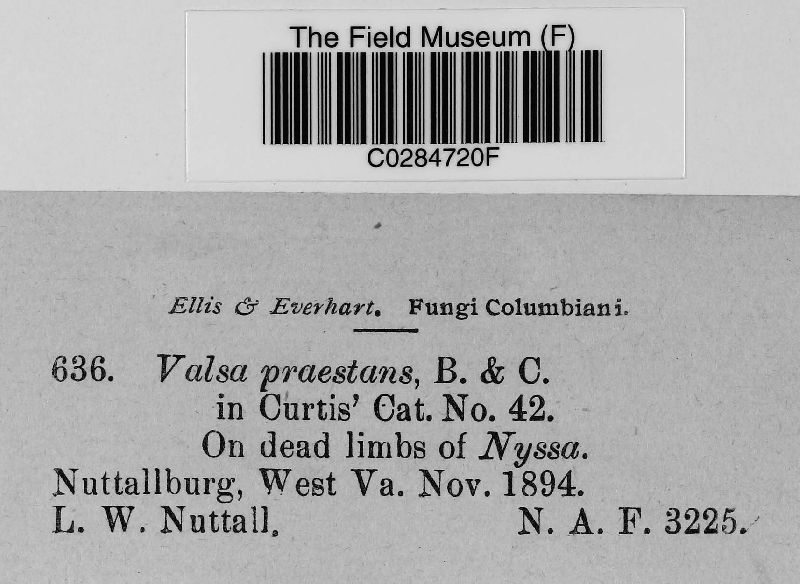 The Field Museum (F)
C0284720F
Ellis & Everhart. Fungi Columbiani.
636. Valsa praestans, B. & C.
in Curtis' Cat. No. 42.
On dead limbs of Nyssa.
Nuttallburg, West Va. Nov. 1894.
L. W. Nuttall. N. A. F. 3225.